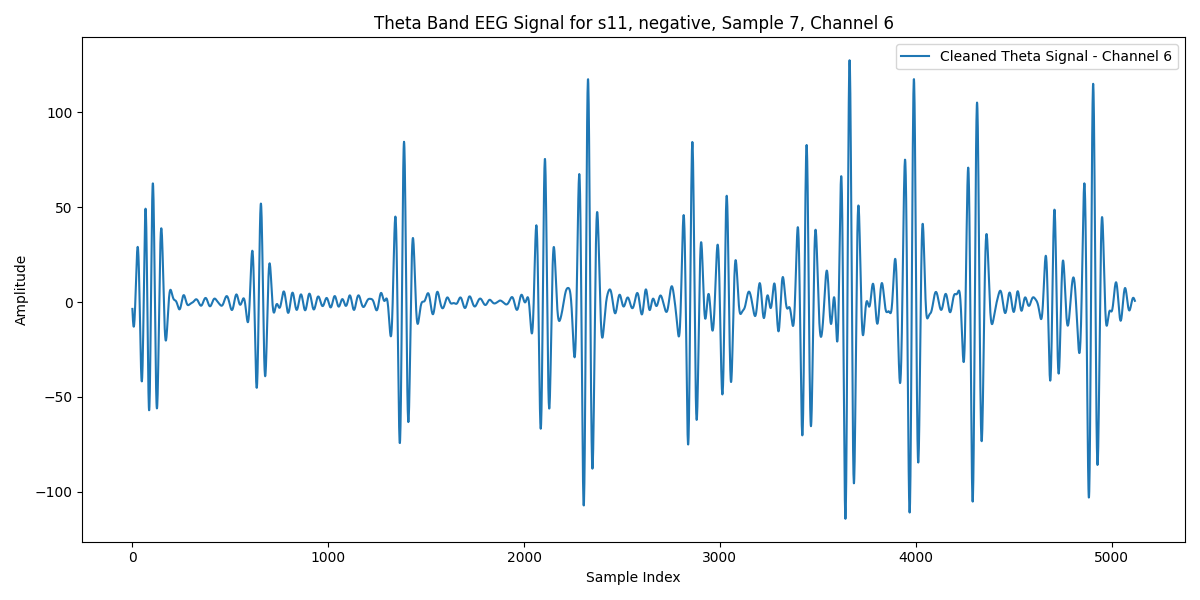 Theta Band EEG Signal for s11, negative, Sample 7, Channel 6
Cleaned Theta Signal - Channel 6
Amplitude
100
50
0
−50
−100
0 1000 2000 3000 4000 5000
Sample Index